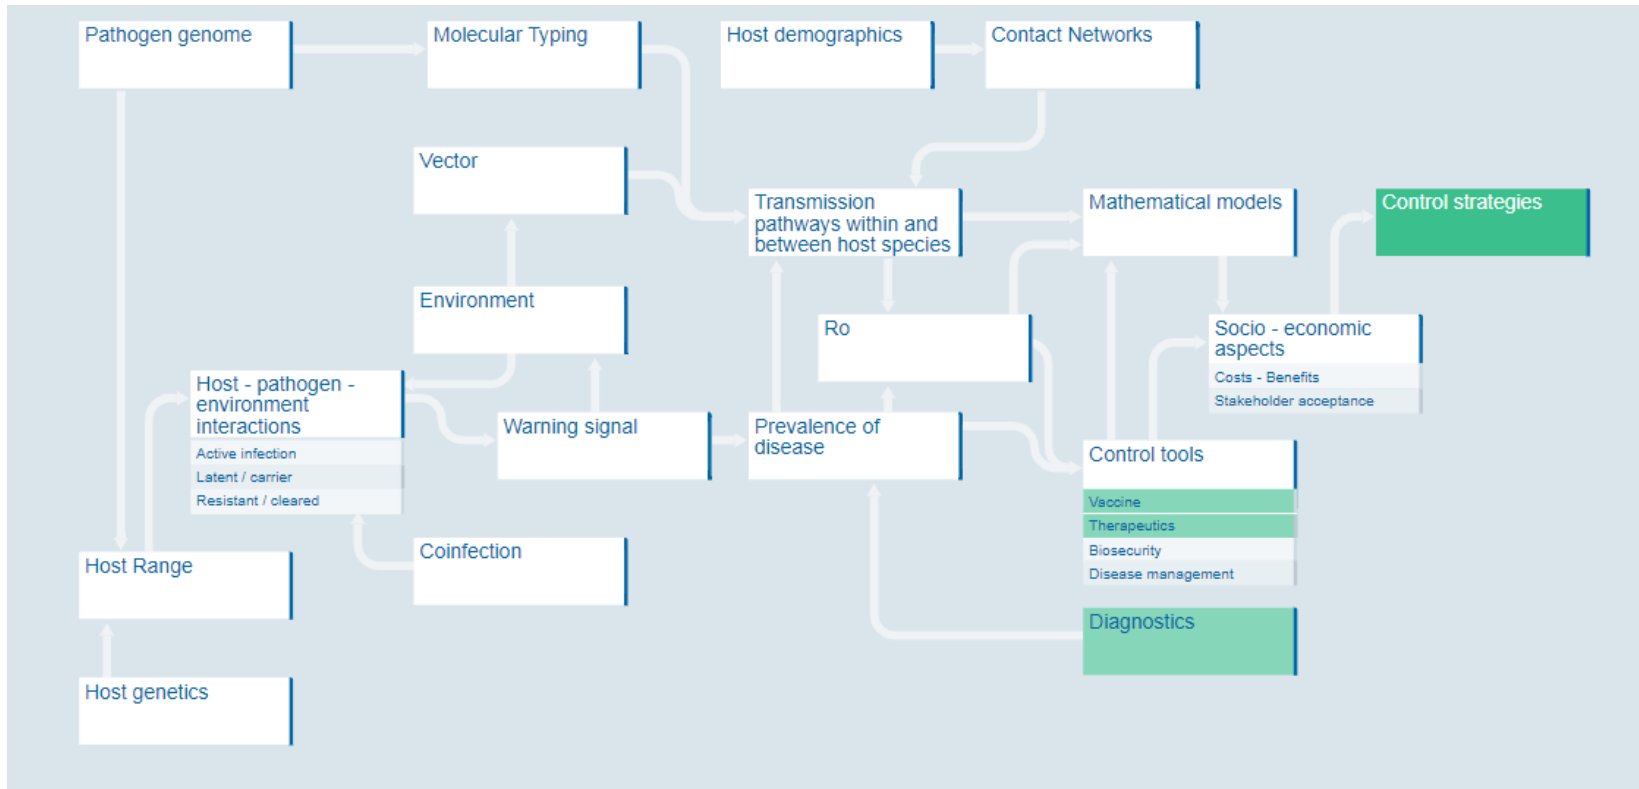 Pathogen genome
Molecular Typing
Host demographics
Contact Networks
Vector
Transmission
pathways within and
between host species
Mathematical models
Control strategies
Environment
Ro
Socio - economic
aspects
Costs - Benefits
Stakeholder acceptance
Host - pathogen -
environment
interactions
Active infection
Latent / carrier
Resistant / cleared
Warning signal
Prevalence of
disease
Control tools
Vaccine
Therapeutics
Biosecurity
Disease management
Host Range
Coinfection
Diagnostics
Host genetics